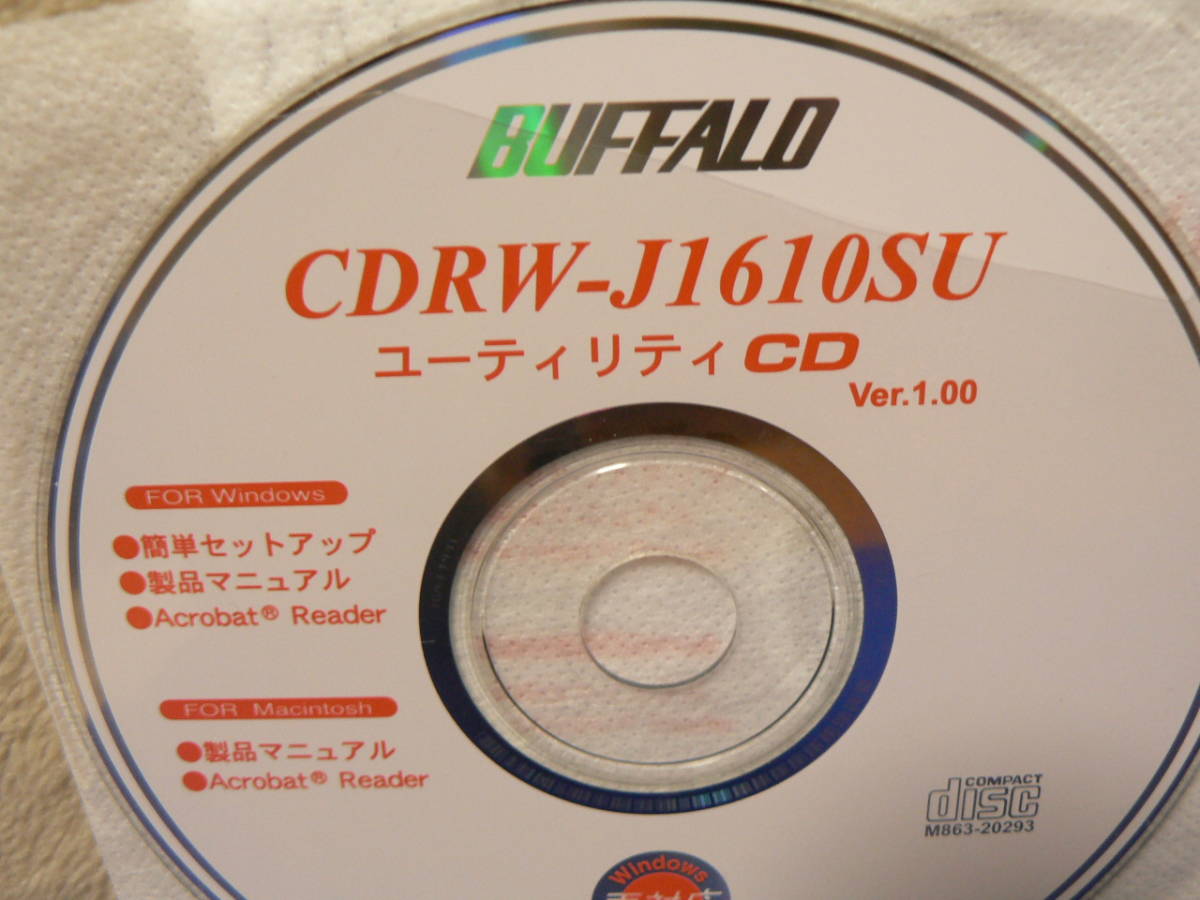 BUFFALO
CDRW-J1610SU
ユーティリティCD
Ver.1.00
FOR Windows
●簡単セットアップ
●製品マニュアル
●Acrobat® Reader
FOR Macintosh
●製品マニュアル
●Acrobat® Reader
COMPACT
disc
M863-20293
Windows